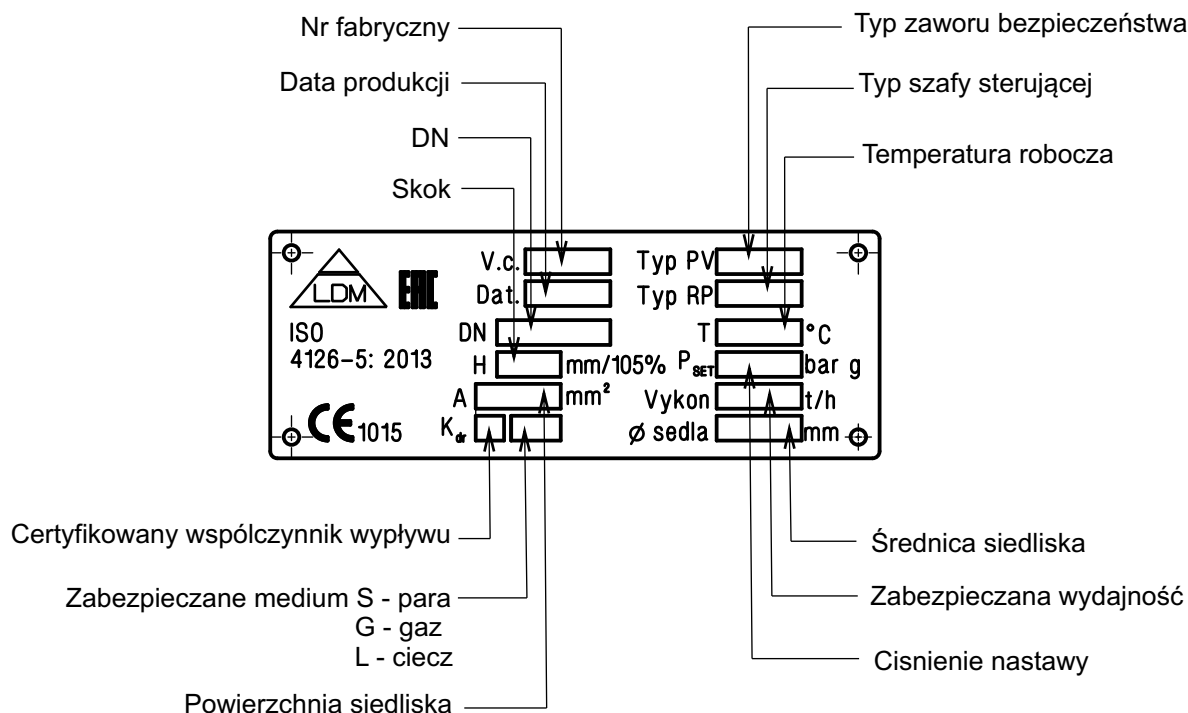 Nr fabryczny
Typ zaworu bezpieczeństwa
Data produkcji
Typ szafy sterującej
DN
Temperatura robocza
Skok
LDM
EAC
ISO
4126-5: 2013
CE 1015
V.c.
Dat.
DN
H mm/105%
A mm²
Kdr
Typ PV
Typ RP
T °C
PSET bar g
Vykon t/h
Ø sedla mm
Certyfikowany wspólczynnik wypływu
Zabezpieczane medium S - para
G - gaz
L - ciecz
Powierzchnia siedliska
Średnica siedliska
Zabezpieczana wydajność
Cisnienie nastawy